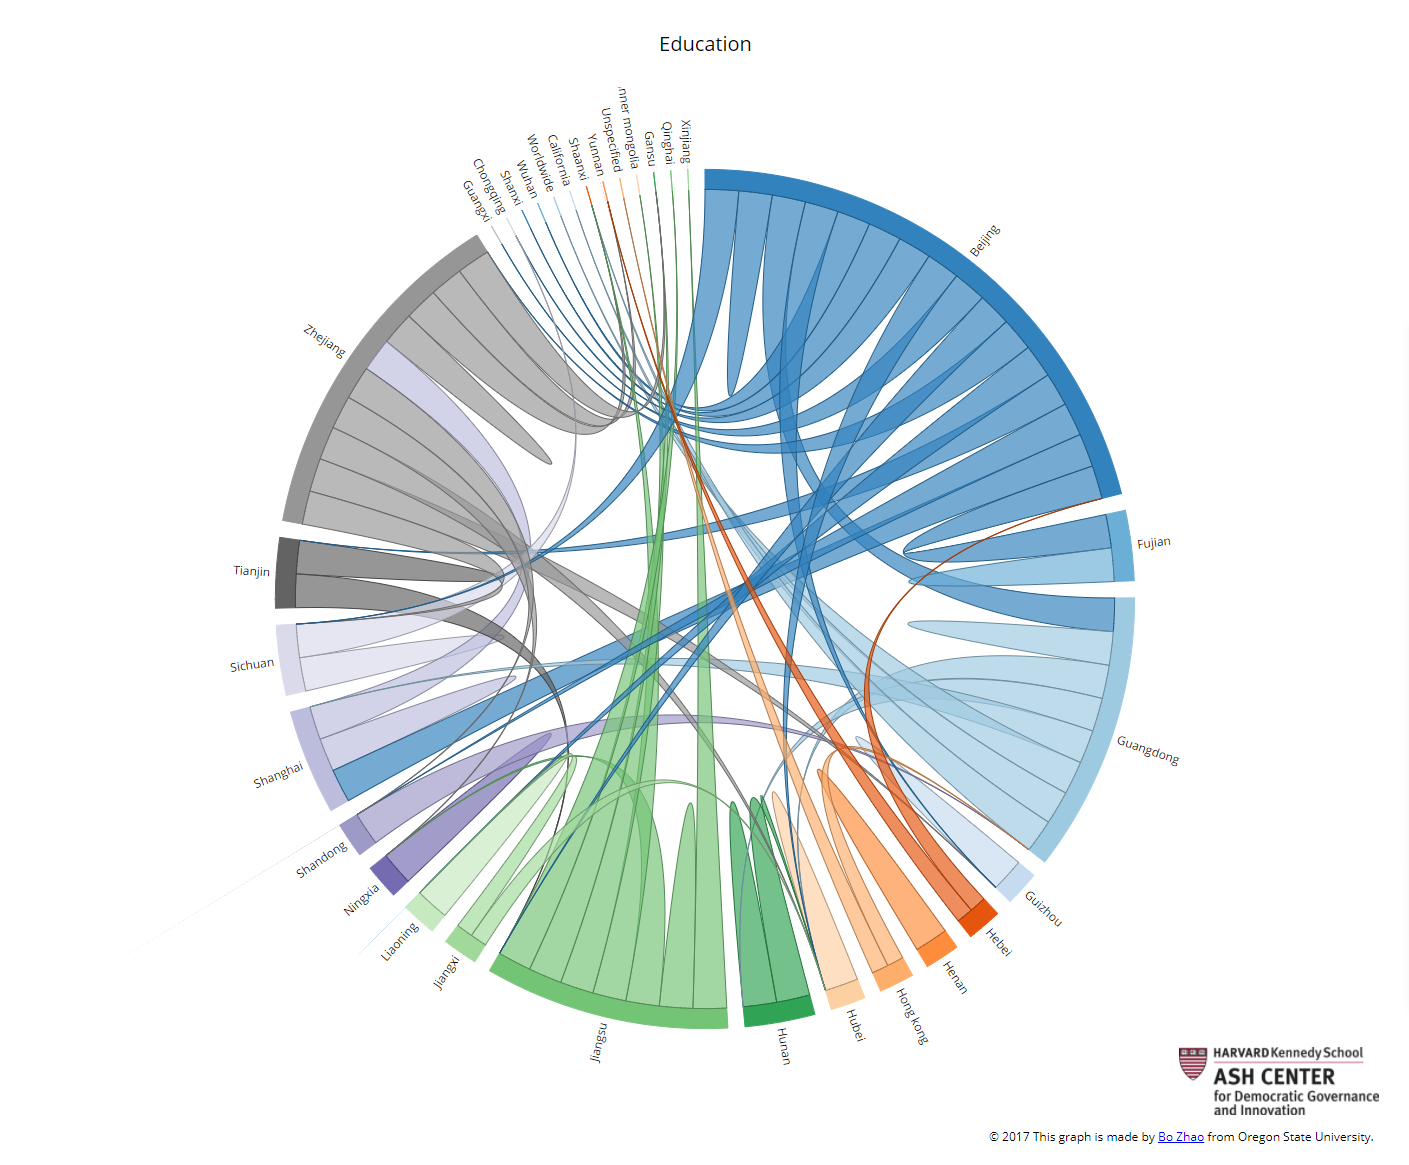 Education
Guangxi
Chongqing
Shanxi
Wuhan
Worldwide
California
Shaanxi
Yunnan
Unspecified
nner mongolia
Gansu
Qinghai
Xinjiang
Beijing
Fujian
Guangdong
Guizhou
Hebei
Henan
Hong kong
Hubei
Hunan
Jiangsu
Jiangxi
Liaoning
Ningxia
Shandong
Shanghai
Sichuan
Tianjin
Zhejiang
HARVARD Kennedy School
ASH CENTER
for Democratic Governance
and Innovation
© 2017 This graph is made by Bo Zhao from Oregon State University.